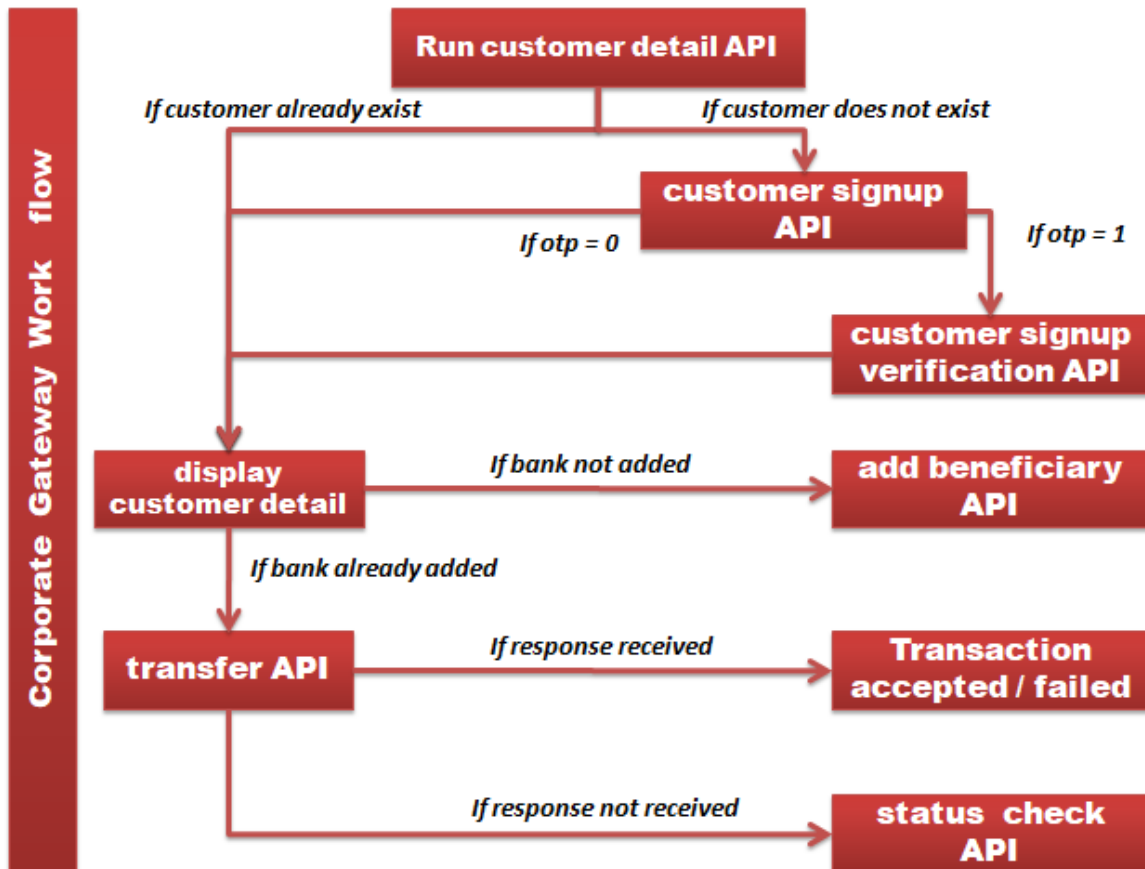 Corporate Gateway Work flow
Run customer detail API
If customer already exist
If customer does not exist
customer signup
API
If otp = 0
If otp = 1
customer signup
verification API
display
customer detail
If bank not added
add beneficiary
API
If bank already added
transfer API
If response received
Transaction
accepted / failed
If response not received
status check
API